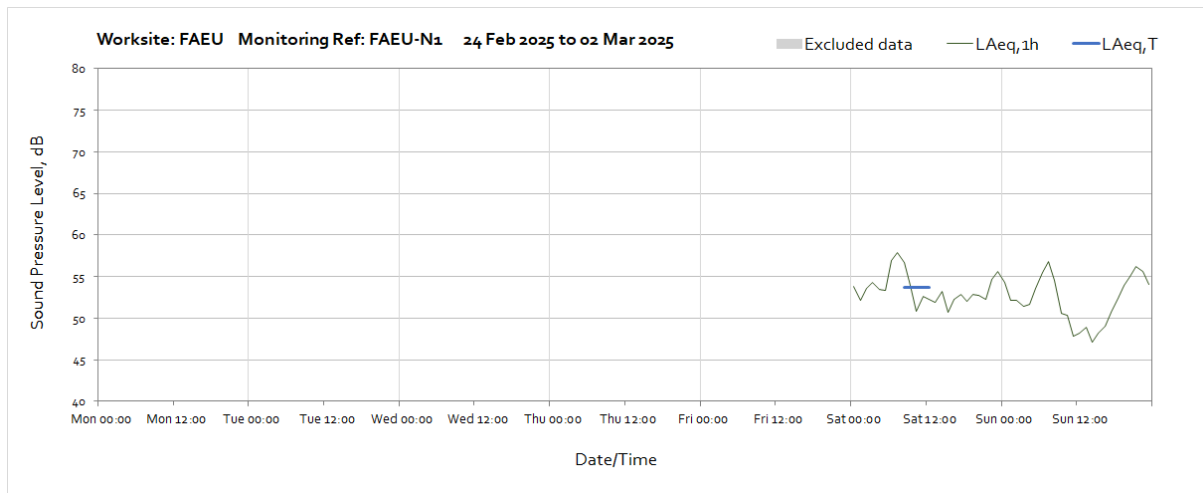 Worksite: FAEU Monitoring Ref: FAEU-N1 24 Feb 2025 to 02 Mar 2025
Excluded data LAeq,1h LAeq,T
80
75
70
65
60
55
50
45
40
Sound Pressure Level, dB
Mon 00:00 Mon 12:00 Tue 00:00 Tue 12:00 Wed 00:00 Wed 12:00 Thu 00:00 Thu 12:00 Fri 00:00 Fri 12:00 Sat 00:00 Sat 12:00 Sun 00:00 Sun 12:00
Date/Time